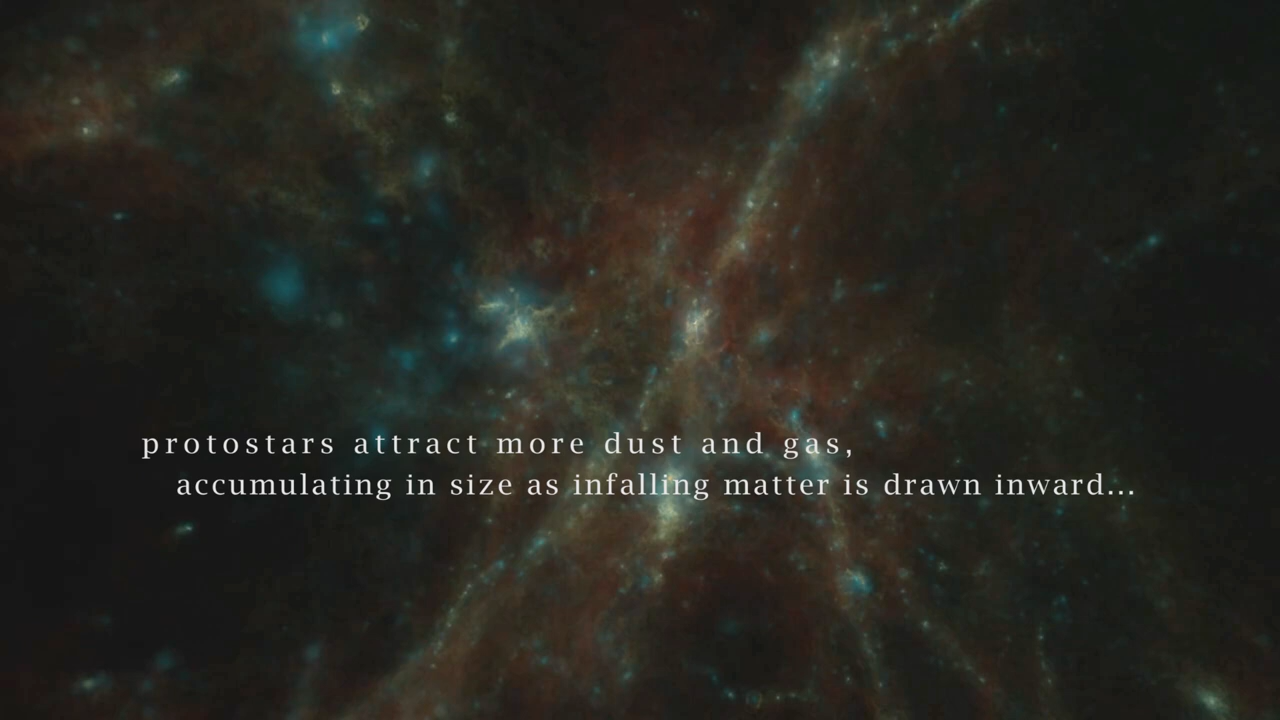 protostars attract more dust and gas,
accumulating in size as infalling matter is drawn inward...